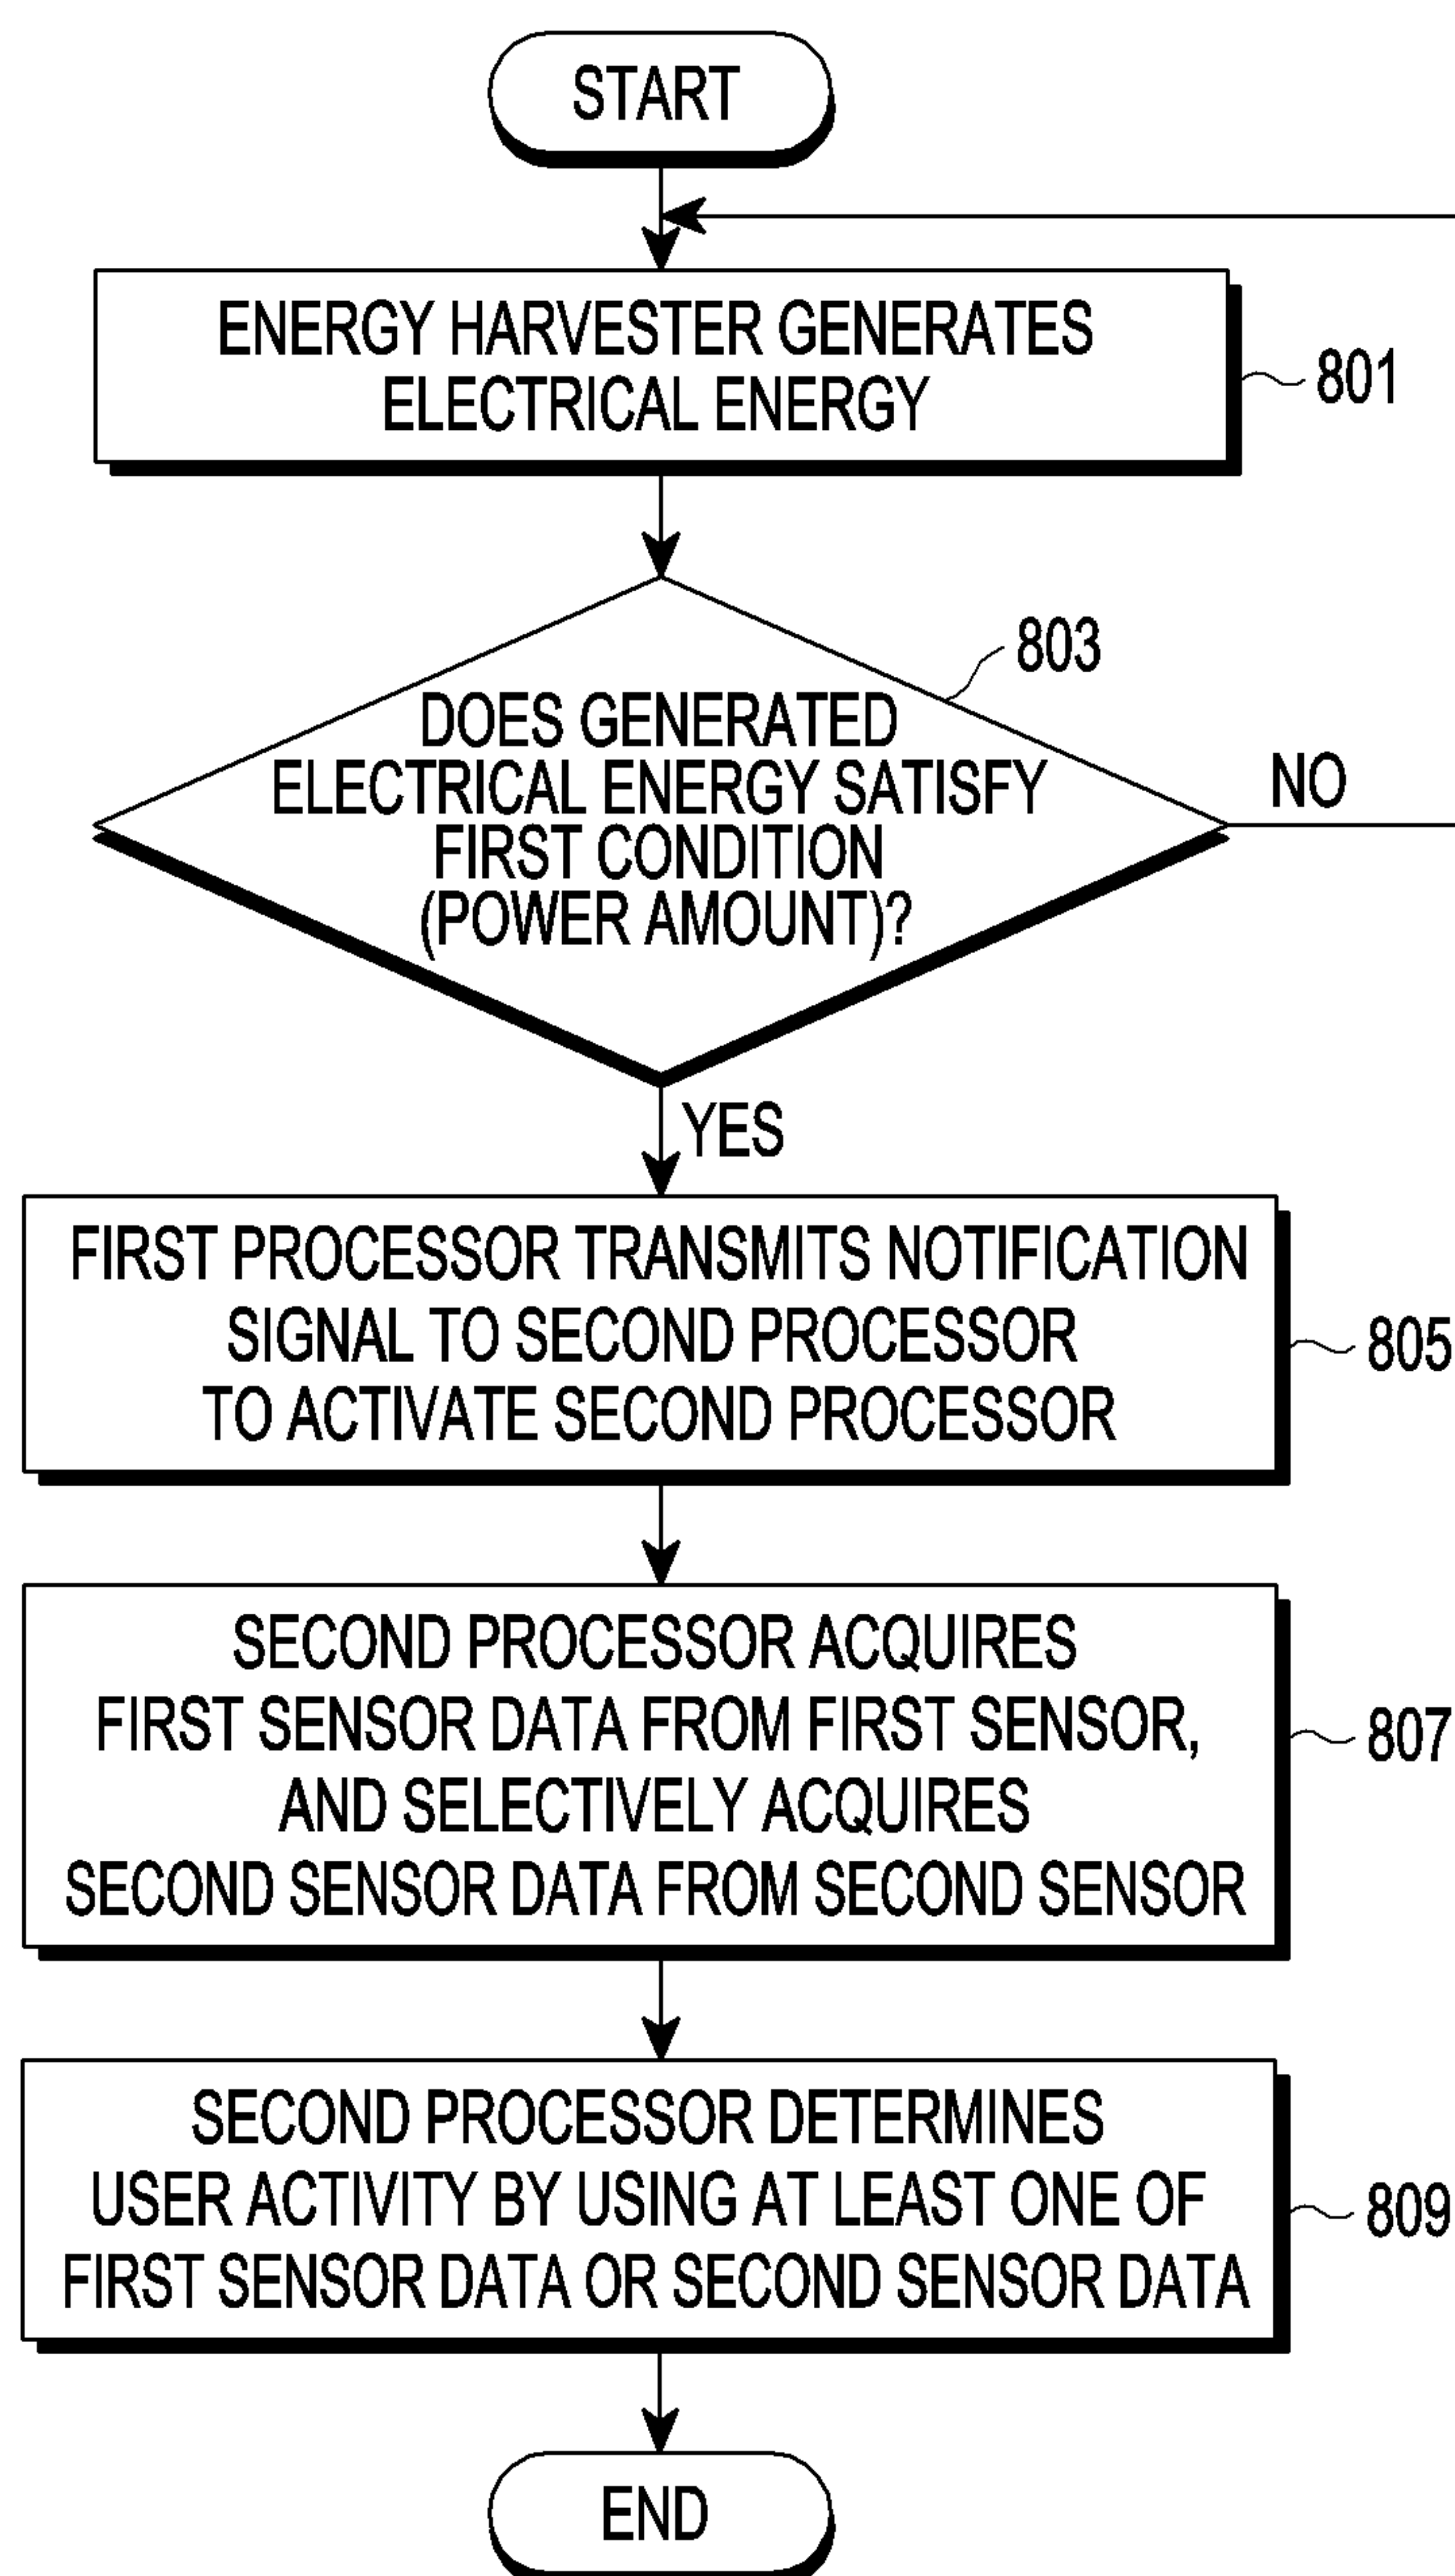 START
ENERGY HARVESTER GENERATES
ELECTRICAL ENERGY
801
803
DOES GENERATED
ELECTRICAL ENERGY SATISFY
FIRST CONDITION
(POWER AMOUNT)?
NO
YES
FIRST PROCESSOR TRANSMITS NOTIFICATION
SIGNAL TO SECOND PROCESSOR
TO ACTIVATE SECOND PROCESSOR
805
SECOND PROCESSOR ACQUIRES
FIRST SENSOR DATA FROM FIRST SENSOR,
AND SELECTIVELY ACQUIRES
SECOND SENSOR DATA FROM SECOND SENSOR
807
SECOND PROCESSOR DETERMINES
USER ACTIVITY BY USING AT LEAST ONE OF
FIRST SENSOR DATA OR SECOND SENSOR DATA
809
END